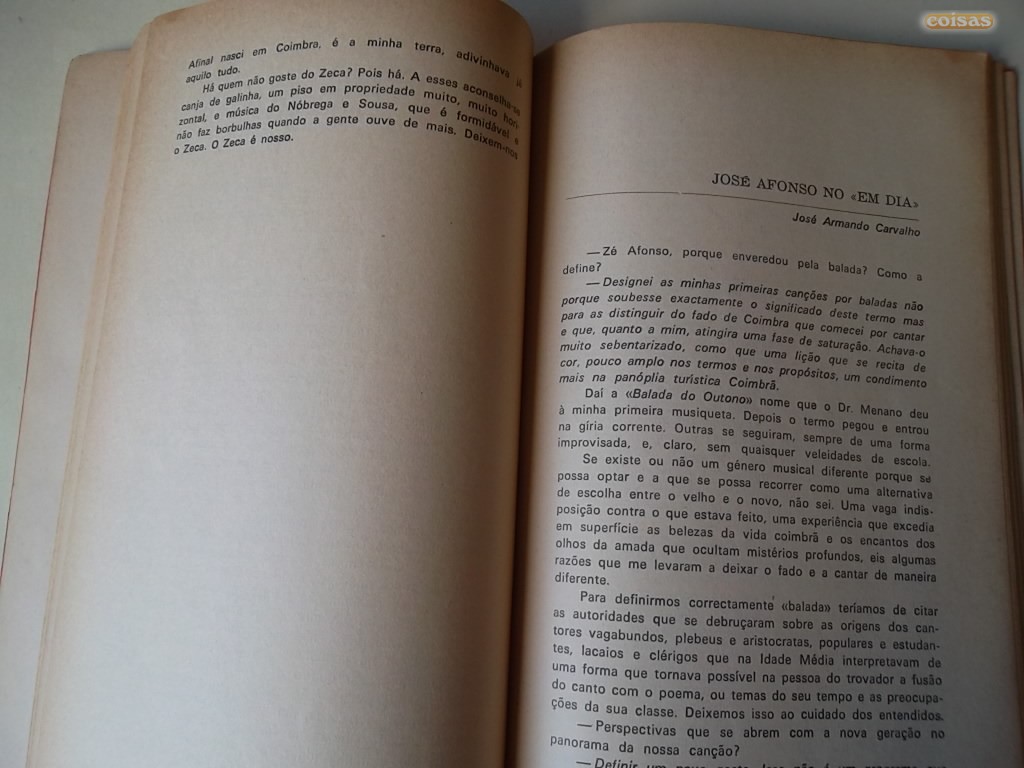 coisas
Afinal nasci em Coimbra, é a minha terra, adivinhava já
aquilo tudo.
Há quem não goste do Zeca? Pois há. A esses aconselha-se
canja de galinha, um piso em propriedade muito, muito hori-
zontal, e música do Nóbrega e Sousa, que é formidável e
não faz borbulhas quando a gente ouve de mais. Deixem-nos
o Zeca. O Zeca é nosso.
JOSÉ AFONSO NO «EM DIA»
José Armando Carvalho
— Zé Afonso, porque enveredou pela balada? Como a
define?
— Designei as minhas primeiras canções por baladas não
porque soubesse exactamente o significado deste termo mas
para as distinguir do fado de Coimbra que comecei por cantar
e que, quanto a mim, atingira uma fase de saturação. Achava-o
muito sebentarizado, como que uma lição que se recita de
cor, pouco amplo nos termos e nos propósitos, um condimento
mais na panóplia turística Coimbrã.
Daí a «Balada do Outono» nome que o Dr. Menano deu
à minha primeira musiqueta. Depois o termo pegou e entrou
na gíria corrente. Outras se seguiram, sempre de uma forma
improvisada, e, claro, sem quaisquer veleidades de escola.
Se existe ou não um género musical diferente porque se
possa optar e a que se possa recorrer como uma alternativa
de escolha entre o velho e o novo, não sei. Uma vaga indis-
posição contra o que estava feito, uma experiência que excedia
em superfície as belezas da vida coimbrã e os encantos dos
olhos da amada que ocultam mistérios profundos, eis algumas
razões que me levaram a deixar o fado e a cantar de maneira
diferente.
Para definirmos correctamente «balada» teríamos de citar
as autoridades que se debruçaram sobre as origens dos can-
tores vagabundos, plebeus e aristocratas, populares e estudan-
tes, lacaios e clérigos que na Idade Média interpretavam de
uma forma que tornava possível na pessoa do trovador a fusão
do canto com o poema, ou temas do seu tempo e as preocupa-
ções da sua classe. Deixemos isso ao cuidado dos entendidos.
— Perspectivas que se abrem com a nova geração no
panorama da nossa canção?
— Definir um novo